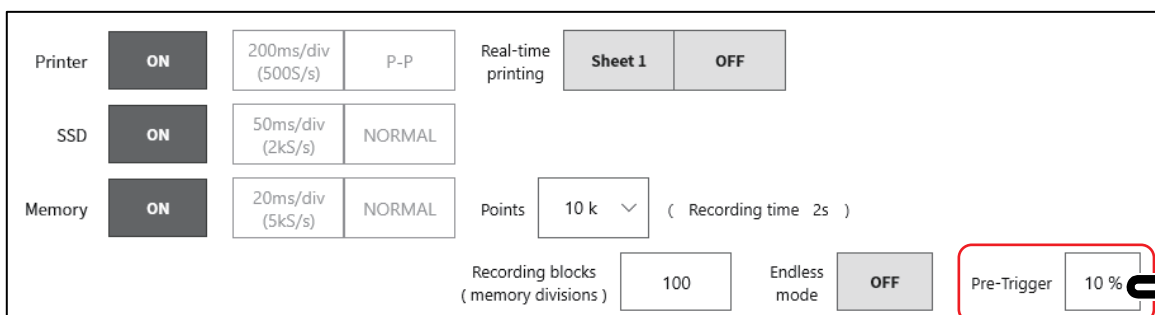 Printer ON 200ms/div (500S/s) P-P Real-time printing Sheet 1 OFF
SSD ON 50ms/div (2kS/s) NORMAL
Memory ON 20ms/div (5kS/s) NORMAL Points 10 k ( Recording time 2s )
Recording blocks ( memory divisions ) 100 Endless mode OFF Pre-Trigger 10 %